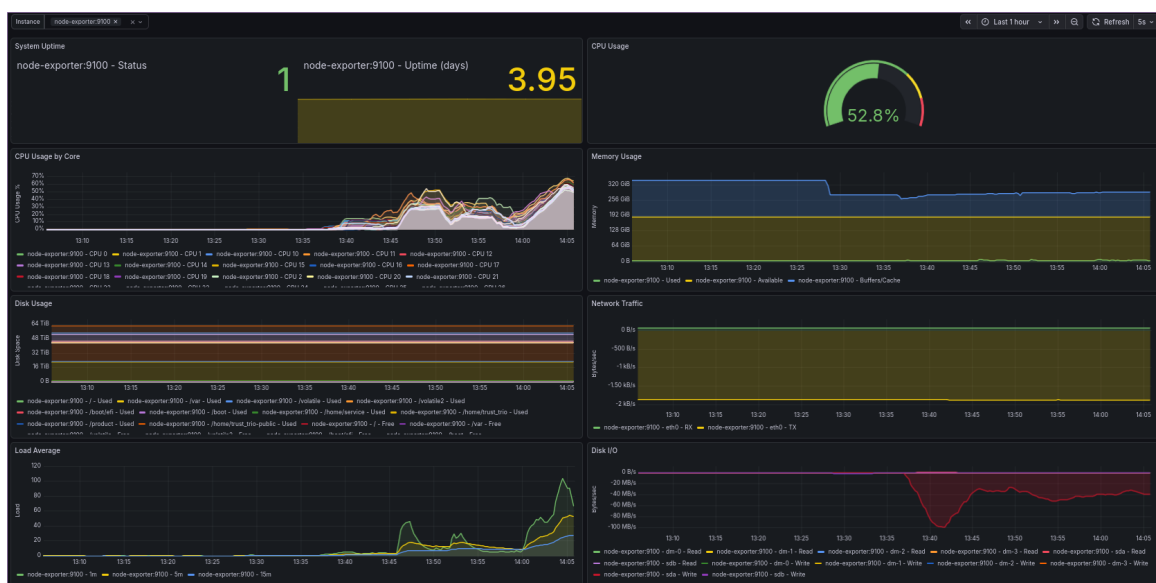 Instance node-exporter:9100 × × Last 1 hour Refresh 5s
System Uptime
node-exporter:9100 - Status
1
node-exporter:9100 - Uptime (days)
3.95
CPU Usage
52.8%
CPU Usage by Core
CPU Usage %
70%
60%
50%
40%
30%
20%
10%
0%
13:10 13:15 13:20 13:25 13:30 13:35 13:40 13:45 13:50 13:55 14:00 14:05
node-exporter:9100 - CPU 0 node-exporter:9100 - CPU 1 node-exporter:9100 - CPU 10 node-exporter:9100 - CPU 11 node-exporter:9100 - CPU 12
node-exporter:9100 - CPU 13 node-exporter:9100 - CPU 14 node-exporter:9100 - CPU 15 node-exporter:9100 - CPU 16 node-exporter:9100 - CPU 17
node-exporter:9100 - CPU 18 node-exporter:9100 - CPU 19 node-exporter:9100 - CPU 2 node-exporter:9100 - CPU 20 node-exporter:9100 - CPU 21
Memory Usage
Memory
320 GiB
256 GiB
192 GiB
128 GiB
64 GiB
0 B
13:10 13:15 13:20 13:25 13:30 13:35 13:40 13:45 13:50 13:55 14:00 14:05
node-exporter:9100 - Used node-exporter:9100 - Available node-exporter:9100 - Buffers/Cache
Disk Usage
Disk Space
64 TiB
48 TiB
32 TiB
16 TiB
0 B
13:10 13:15 13:20 13:25 13:30 13:35 13:40 13:45 13:50 13:55 14:00 14:05
node-exporter:9100 - / - Used node-exporter:9100 - /var - Used node-exporter:9100 - /volatile - Used node-exporter:9100 - /volatile2 - Used
node-exporter:9100 - /boot/efi - Used node-exporter:9100 - /boot - Used node-exporter:9100 - /home/service - Used node-exporter:9100 - /home/trust_trio - Used
node-exporter:9100 - /product - Used node-exporter:9100 - /home/trust_trio-public - Used node-exporter:9100 - / - Free node-exporter:9100 - /var - Free
Network Traffic
Bytes/sec
0 B/s
-500 B/s
-1 kB/s
-1.50 kB/s
-2 kB/s
13:10 13:15 13:20 13:25 13:30 13:35 13:40 13:45 13:50 13:55 14:00 14:05
node-exporter:9100 - eth0 - RX node-exporter:9100 - eth0 - TX
Load Average
Load
120
100
80
60
40
20
0
13:10 13:15 13:20 13:25 13:30 13:35 13:40 13:45 13:50 13:55 14:00 14:05
node-exporter:9100 - 1m node-exporter:9100 - 5m node-exporter:9100 - 15m
Disk I/O
Bytes/sec
0 B/s
-20 MB/s
-40 MB/s
-60 MB/s
-80 MB/s
-100 MB/s
13:10 13:15 13:20 13:25 13:30 13:35 13:40 13:45 13:50 13:55 14:00 14:05
node-exporter:9100 - dm-0 - Read node-exporter:9100 - dm-1 - Read node-exporter:9100 - dm-2 - Read node-exporter:9100 - dm-3 - Read node-exporter:9100 - sda - Read
node-exporter:9100 - sdb - Read node-exporter:9100 - dm-0 - Write node-exporter:9100 - dm-1 - Write node-exporter:9100 - dm-2 - Write node-exporter:9100 - dm-3 - Write
node-exporter:9100 - sda - Write node-exporter:9100 - sdb - Write